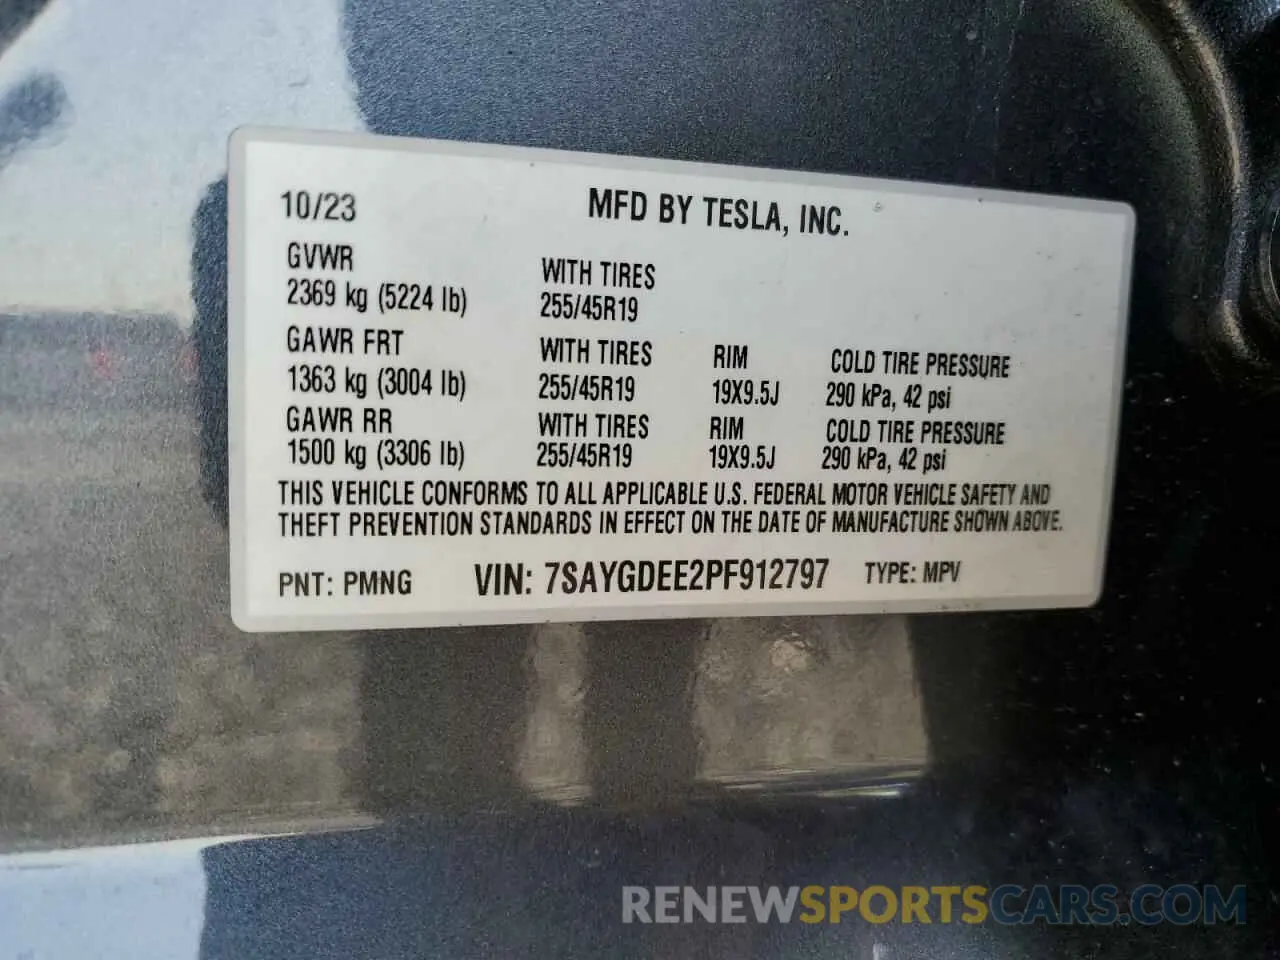 10/23 MFD BY TESLA, INC.
GVWR WITH TIRES
2369 kg (5224 lb) 255/45R19
GAWR FRT WITH TIRES RIM COLD TIRE PRESSURE
1363 kg (3004 lb) 255/45R19 19X9.5J 290 kPa, 42 psi
GAWR RR WITH TIRES RIM COLD TIRE PRESSURE
1500 kg (3306 lb) 255/45R19 19X9.5J 290 kPa, 42 psi
THIS VEHICLE CONFORMS TO ALL APPLICABLE U.S. FEDERAL MOTOR VEHICLE SAFETY AND
THEFT PREVENTION STANDARDS IN EFFECT ON THE DATE OF MANUFACTURE SHOWN ABOVE.
PNT: PMNG VIN: 7SAYGDEE2PF912797 TYPE: MPV
RENEWSPORTSCARS.COM